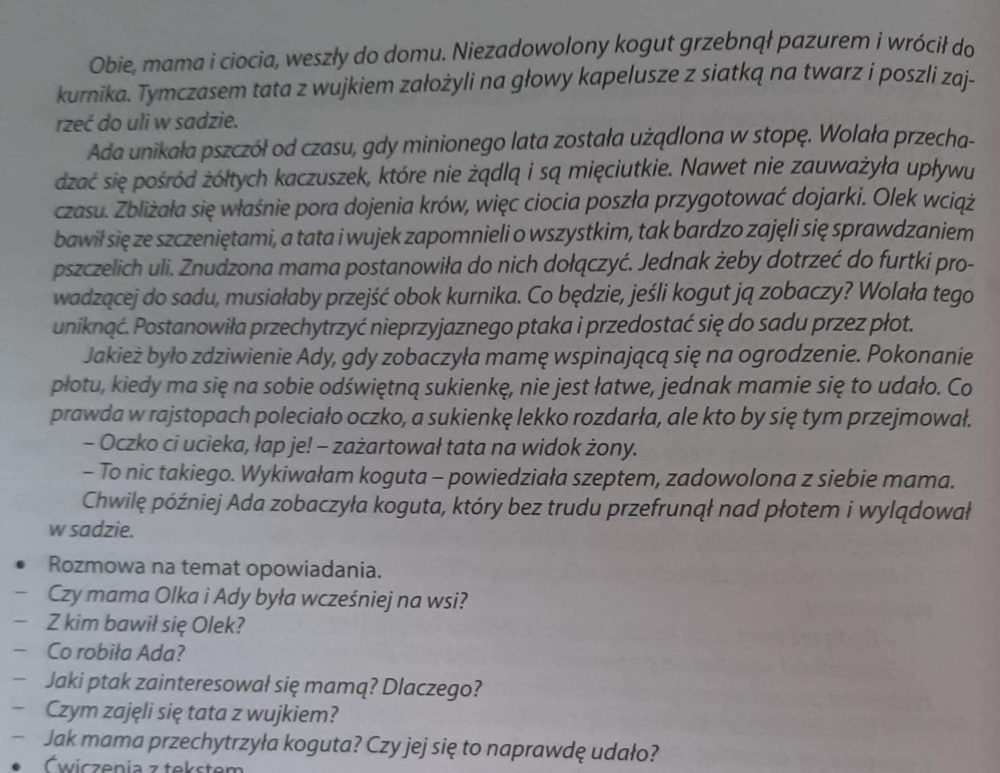 Obie, mama i ciocia, weszły do domu. Niezadowolony kogut grzebnął pazurem i wrócił do
kurnika. Tymczasem tata z wujkiem założyli na głowy kapelusze z siatką na twarz i poszli zaj-
rzeć do uli w sadzie.
Ada unikała pszczół od czasu, gdy minionego lata została użądlona w stopę. Wolała przecha-
dzać się pośród żółtych kaczuszek, które nie żądlą i są mięciutkie. Nawet nie zauważyła upływu
czasu. Zbliżała się właśnie pora dojenia krów, więc ciocia poszła przygotować dojarki. Olek wciąż
bawił się ze szczeniętami, a tata i wujek zapomnieli o wszystkim, tak bardzo zajęli się sprawdzaniem
pszczelich uli. Znudzona mama postanowiła do nich dołączyć. Jednak żeby dotrzeć do furtki pro-
wadzącej do sadu, musiałaby przejść obok kurnika. Co będzie, jeśli kogut ją zobaczy? Wolała tego
uniknąć. Postanowiła przechytrzyć nieprzyjaznego ptaka i przedostać się do sadu przez płot.
Jakież było zdziwienie Ady, gdy zobaczyła mamę wspinającą się na ogrodzenie. Pokonanie
płotu, kiedy ma się na sobie odświętną sukienkę, nie jest łatwe, jednak mamie się to udało. Co
prawda w rajstopach poleciało oczko, a sukienkę lekko rozdarła, ale kto by się tym przejmował.
– Oczko ci ucieka, łap je! – zażartował tata na widok żony.
– To nic takiego. Wykiwałam koguta – powiedziała szeptem, zadowolona z siebie mama.
Chwilę później Ada zobaczyła koguta, który bez trudu przefrunął nad płotem i wylądował
w sadzie.
• Rozmowa na temat opowiadania.
– Czy mama Olka i Ady była wcześniej na wsi?
– Z kim bawił się Olek?
– Co robiła Ada?
– Jaki ptak zainteresował się mamą? Dlaczego?
– Czym zajęli się tata z wujkiem?
– Jak mama przechytrzyła koguta? Czy jej się to naprawdę udało?
• Ćwiczenia z tekstem